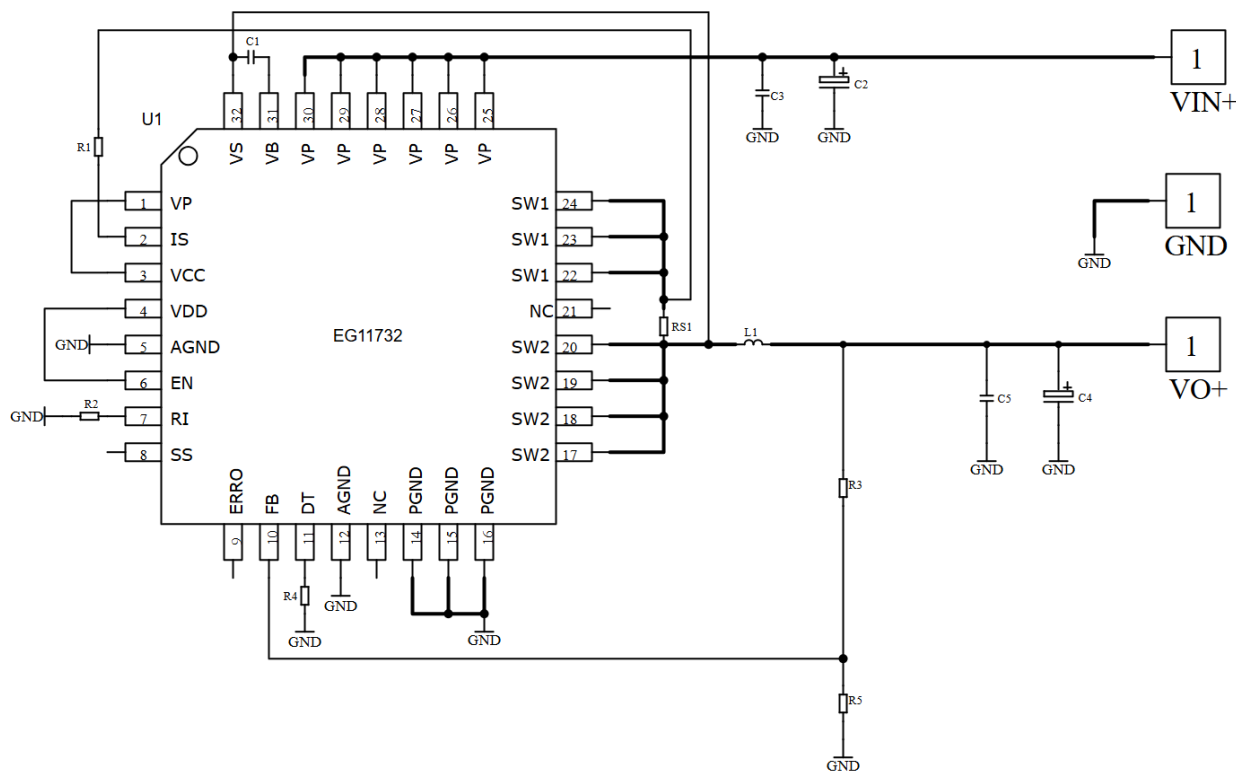 C1
1
VIN+
C3
C2
GND
GND
U1
32
31
30
29
28
27
26
25
VS
VB
VP
VP
VP
VP
VP
VP
R1
1
VP
2
IS
3
VCC
4
VDD
GND
5
AGND
6
EN
GND
R2
7
RI
8
SS
EG11732
SW1
24
SW1
23
SW1
22
NC
21
SW2
20
SW2
19
SW2
18
SW2
17
RS1
L1
1
GND
GND
1
VO+
C5
C4
GND
GND
ERRO
FB
DT
AGND
NC
PGND
PGND
PGND
9
10
11
12
13
14
15
16
R3
R4
GND
GND
GND
R5
GND